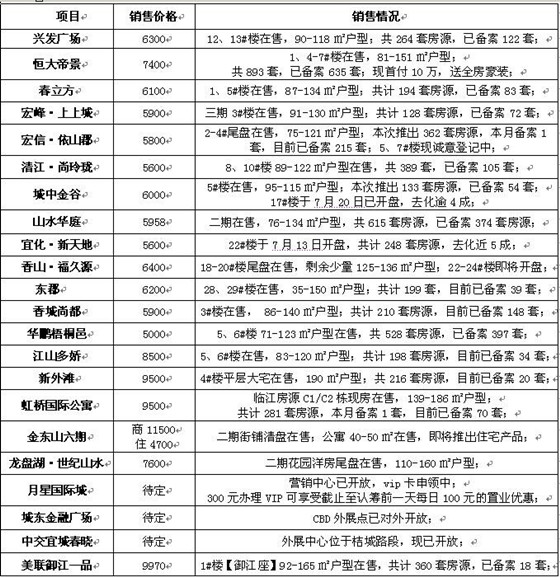 项目 销售价格 销售情况
兴发广场 6300 12、13#楼在售，90-118 ㎡户型；共 264 套房源，已备案 122 套；
恒大帝景 7400 1、4-7#楼在售，81-151 ㎡户型；
共 893 套，已备案 635 套；现首付 10 万，送全房豪装；
春立方 6100 1、5#楼在售，87-134 ㎡户型；共计 194 套房源，已备案 83 套；
宏峰·上上城 5900 三期 3#楼在售，91-130 ㎡户型；共计 128 套房源，已备案 72 套；
宏信·依山郡 5800 2-4#尾盘在售，75-121 ㎡户型；本次推出 362 套房源，本月备案 1
套，目前已备案 215 套；5、7#楼现诚意登记中；
清江·尚玲珑 5600 8、10#楼 89-122 ㎡户型在售，共 389 套，已备案 105 套；
城中金谷 6000 5#楼在售，95-115 ㎡户型；本次推出 133 套房源，已备案 54 套；
17#楼于 7 月 20 日已开盘，去化逾 4 成；
山水华庭 5958 二期在售，76-134 ㎡户型，共 615 套房源，已备案 374 套房源；
宜化·新天地 5600 22#楼于 7 月 13 日开盘，共计 248 套房源，去化近 5 成；
香山·福久源 6400 18-20#楼尾盘在售，剩余少量 125-136 ㎡户型；22-24#楼即将开盘；
东郡 6200 28、29#楼在售，35-150 ㎡户型；共计 199 套，目前已备案 39 套；
香城尚都 5900 3#楼在售， 86-140 ㎡户型；共计 210 套房源，目前已备案 148 套；
华鹏梧桐邑 5000 5、6#楼 71-123 ㎡户型在售，共 528 套房源，已备案 397 套；
江山多娇 8500 5、6#楼在售，83-120 ㎡户型；共计 198 套房源，目前已备案 34 套；
新外滩 9500 4#楼平层大宅在售，190 ㎡户型；共 216 套房源，目前已备案 20 套；
虹桥国际公寓 9500 临江房源 C1/C2 栋现房在售，139-186 ㎡户型；
共计 281 套房源，本月备案 1 套，目前已备案 70 套；
金东山六期 商 11500
住 4700 二期街铺清盘在售；公寓 40-50 ㎡在售，即将推出住宅产品；
龙盘湖·世纪山水 7600 二期花园洋房尾盘在售，110-160 ㎡户型；
月星国际城 待定 营销中心已开放，vip 卡申领中；
300 元办理 VIP 可享受截止至认筹前一天每日 100 元的置业优惠；
城东金融广场 待定 CBD 外展点已对外开放；
中交宜城春晓 待定 外展中心位于桔城路段，现已开放；
美联御江一品 9970 1#楼【御江座】92-165 ㎡户型在售，共计 360 套房源，已备案 18 套；